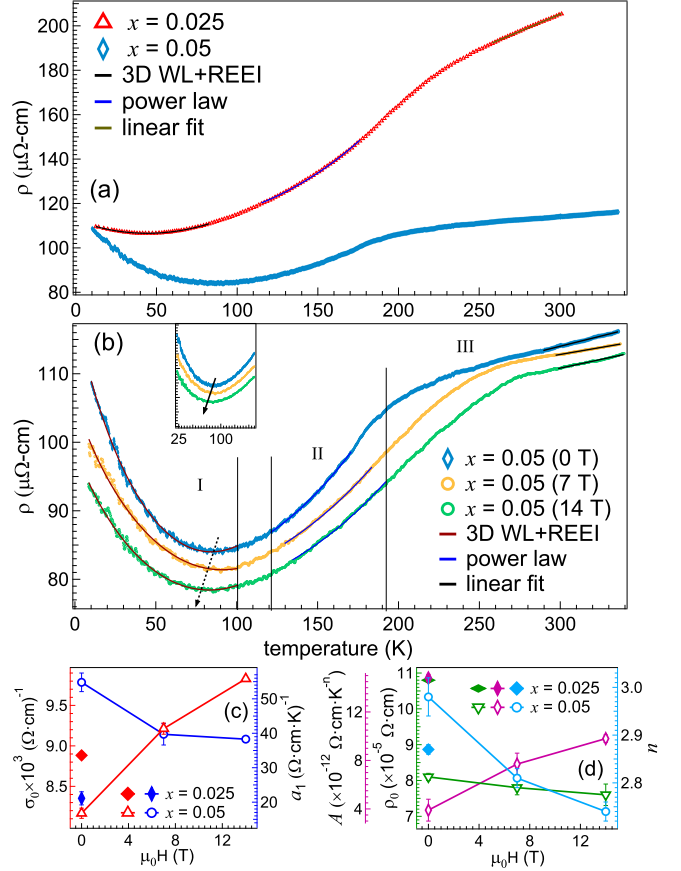 x = 0.025
x = 0.05
3D WL+REEI
power law
linear fit
(a)
ρ (μΩ-cm)
200
180
160
140
120
100
80
0 50 100 150 200 250 300
(b)
III
II
I
25 100
x = 0.05 (0 T)
x = 0.05 (7 T)
x = 0.05 (14 T)
3D WL+REEI
power law
linear fit
ρ (μΩ-cm)
110
100
90
80
0 50 100 150 200 250 300
temperature (K)
(c)
x = 0.025
x = 0.05
σ₀×10³ (Ω·cm)⁻¹
9.5
9.0
8.5
a₁ (Ω·cm·K)⁻¹
50
40
30
20
0 4 8 12
μ₀H (T)
(d)
x = 0.025
x = 0.05
A (×10⁻¹² Ω·cm·K⁻ⁿ)
12
8
4
ρ₀ (×10⁻⁵ Ω·cm)
11
10
9
8
7
n
3.0
2.9
2.8
0 4 8 12
μ₀H (T)